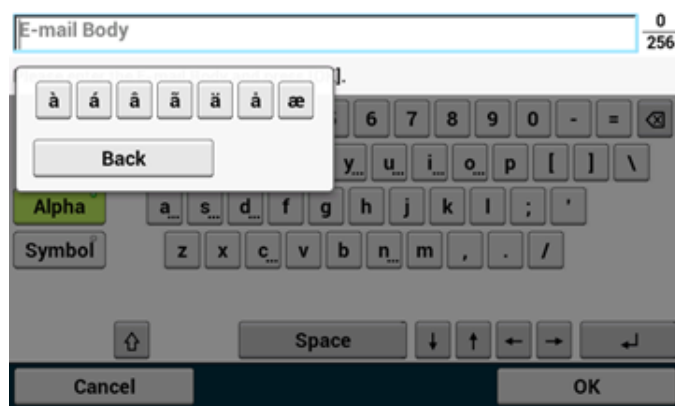 E-mail Body
0
256
].
à á â ã ä å æ
6 7 8 9 0 - =
Back
y... u... i... o... p [ ] \
Alpha
a... s... d... f g h j k l ; '
Symbol
z x c... v b n... m , . /
Space ↓ ↑ ← →
Cancel
OK